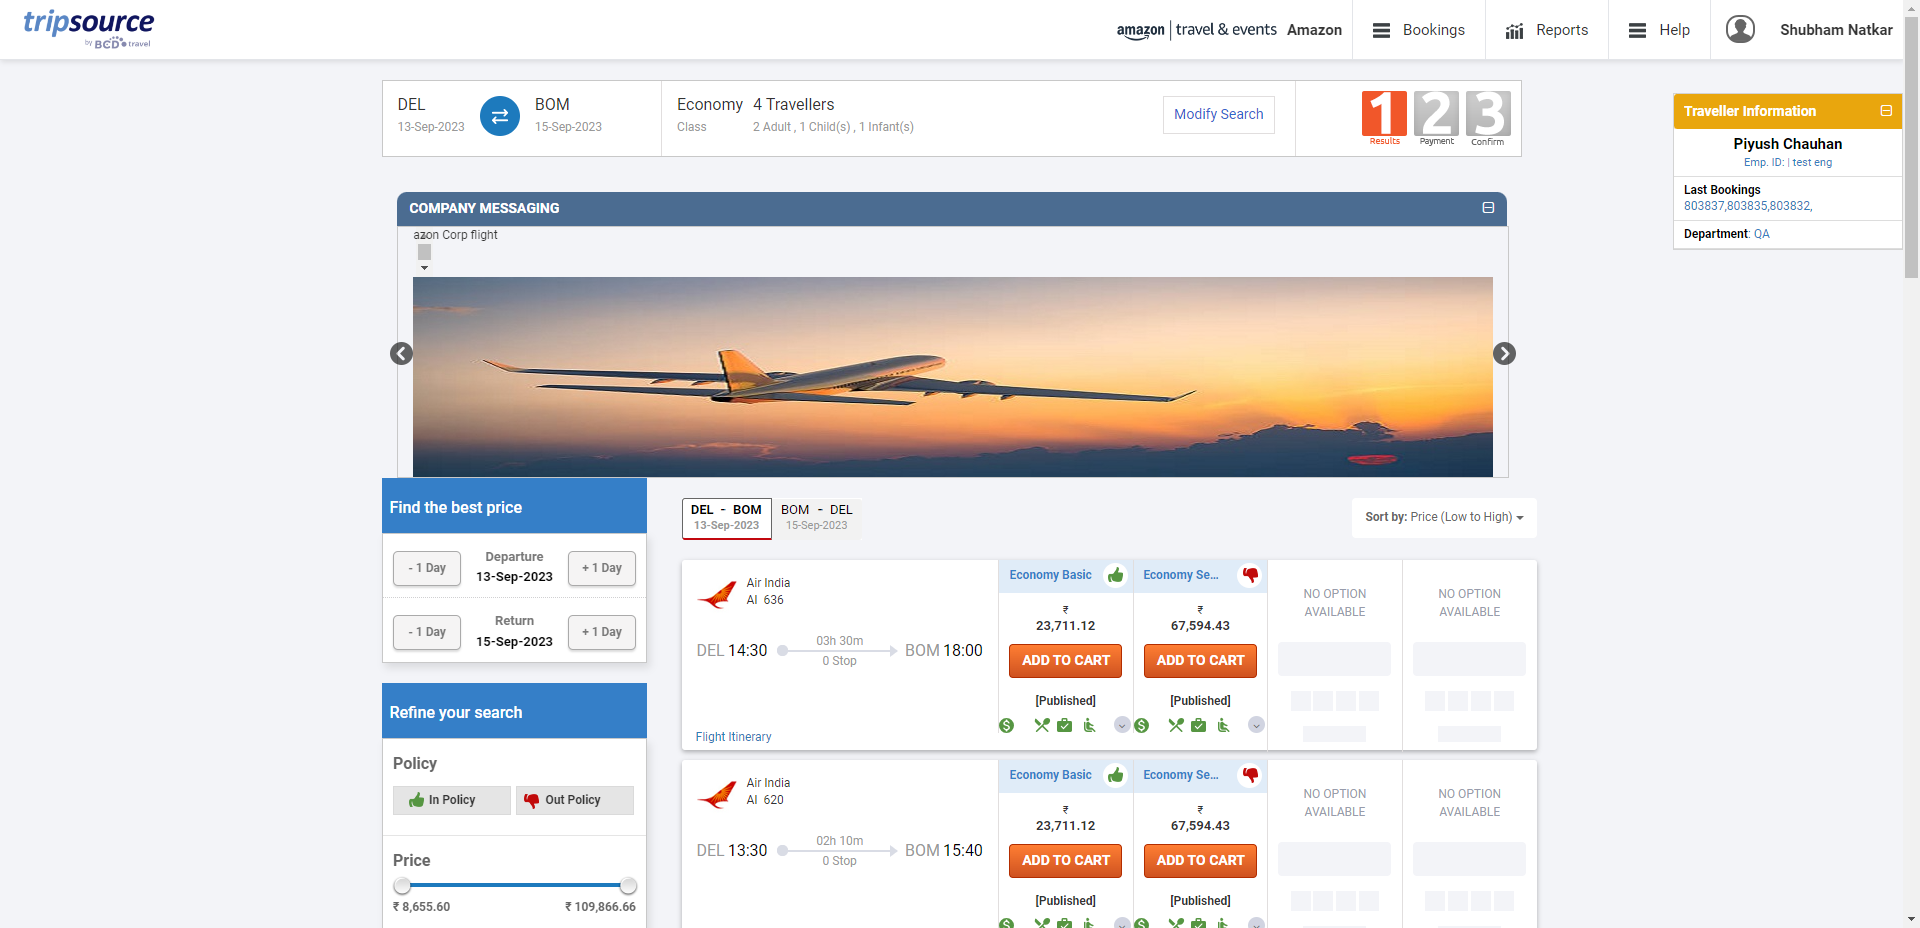 tripsource
by BCD travel
amazon | travel & events Amazon
Bookings
Reports
Help
Shubham Natkar
DEL
13-Sep-2023
BOM
15-Sep-2023
Economy
Class
4 Travellers
2 Adult , 1 Child(s) , 1 Infant(s)
Modify Search
1
Results
2
Payment
3
Confirm
Traveller Information
Piyush Chauhan
Emp. ID: | test eng
Last Bookings
803837,803835,803832,
Department: QA
COMPANY MESSAGING
azon Corp flight
Find the best price
- 1 Day
Departure
13-Sep-2023
+ 1 Day
- 1 Day
Return
15-Sep-2023
+ 1 Day
Refine your search
Policy
In Policy
Out Policy
Price
₹ 8,655.60
₹ 109,866.66
DEL - BOM
13-Sep-2023
BOM - DEL
15-Sep-2023
Sort by: Price (Low to High)
Air India
AI 636
DEL 14:30
03h 30m
0 Stop
BOM 18:00
Flight Itinerary
Economy Basic
₹
23,711.12
ADD TO CART
[Published]
Economy Se...
₹
67,594.43
ADD TO CART
[Published]
NO OPTION
AVAILABLE
NO OPTION
AVAILABLE
Air India
AI 620
DEL 13:30
02h 10m
0 Stop
BOM 15:40
Economy Basic
₹
23,711.12
ADD TO CART
[Published]
Economy Se...
₹
67,594.43
ADD TO CART
[Published]
NO OPTION
AVAILABLE
NO OPTION
AVAILABLE